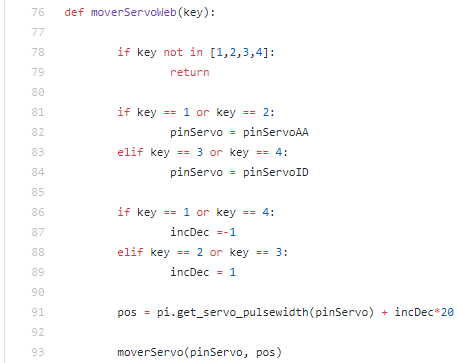 76 def moverServoWeb(key):
77
78         if key not in [1,2,3,4]:
79                 return
80
81         if key == 1 or key == 2:
82                 pinServo = pinServoAA
83         elif key == 3 or key == 4:
84                 pinServo = pinServoID
85
86         if key == 1 or key == 4:
87                 incDec =-1
88         elif key == 2 or key == 3:
89                 incDec = 1
90
91         pos = pi.get_servo_pulsewidth(pinServo) + incDec*20
92
93         moverServo(pinServo, pos)